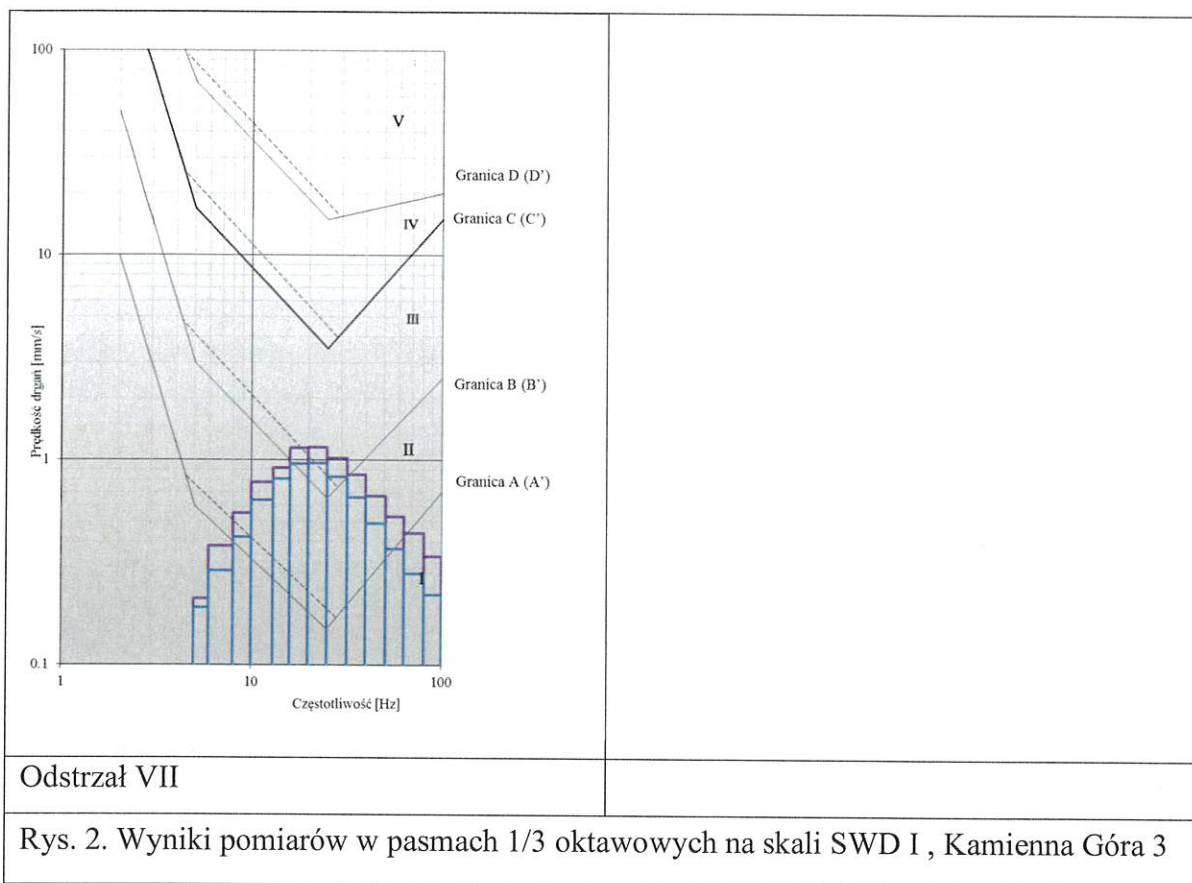 100
V
Granica D (D’)
IV
Granica C (C’)
10
III
Prędkość drgań [mm/s]
Granica B (B’)
1
II
Granica A (A’)
I
0.1
1
10
100
Częstotliwość [Hz]
Odstrzał VII
Rys. 2. Wyniki pomiarów w pasmach 1/3 oktawowych na skali SWD I , Kamienna Góra 3